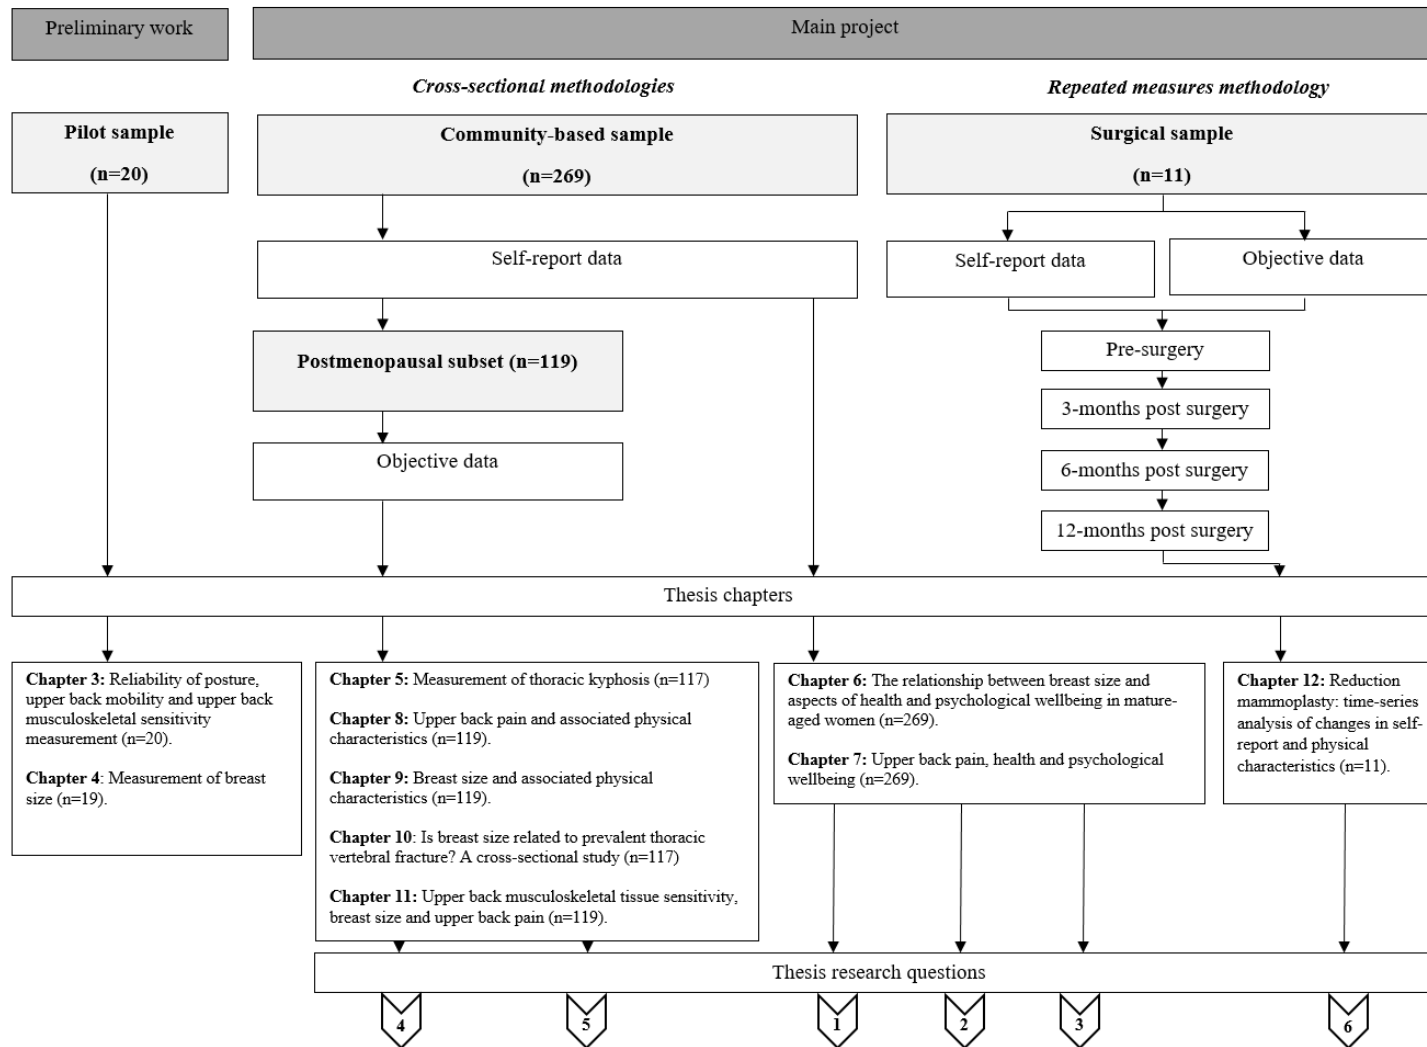 Preliminary work
Main project
Cross-sectional methodologies
Repeated measures methodology
Pilot sample
(n=20)
Community-based sample
(n=269)
Surgical sample
(n=11)
Self-report data
Self-report data
Objective data
Postmenopausal subset (n=119)
Objective data
Pre-surgery
3-months post surgery
6-months post surgery
12-months post surgery
Thesis chapters
Chapter 3: Reliability of posture,
upper back mobility and upper back
musculoskeletal sensitivity
measurement (n=20).
Chapter 4: Measurement of breast
size (n=19).
Chapter 5: Measurement of thoracic kyphosis (n=117)
Chapter 8: Upper back pain and associated physical
characteristics (n=119).
Chapter 9: Breast size and associated physical
characteristics (n=119).
Chapter 10: Is breast size related to prevalent thoracic
vertebral fracture? A cross-sectional study (n=117)
Chapter 11: Upper back musculoskeletal tissue sensitivity,
breast size and upper back pain (n=119).
Chapter 6: The relationship between breast size and
aspects of health and psychological wellbeing in mature-
aged women (n=269).
Chapter 7: Upper back pain, health and psychological
wellbeing (n=269).
Chapter 12: Reduction
mammoplasty: time-series
analysis of changes in self-
report and physical
characteristics (n=11).
Thesis research questions
4
5
1
2
3
6